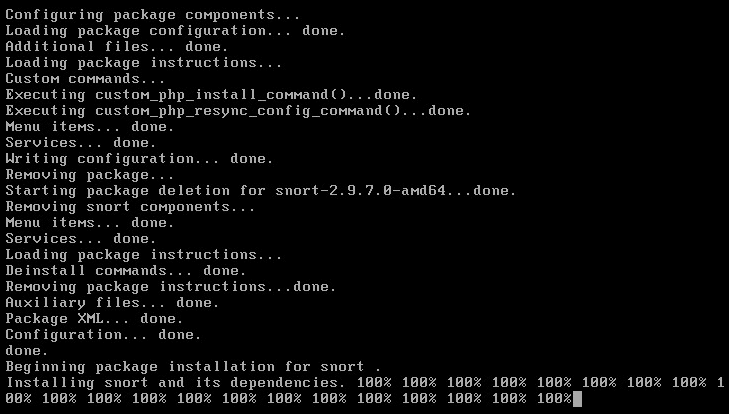 Configuring package components...
Loading package configuration... done.
Additional files... done.
Loading package instructions...
Custom commands...
Executing custom_php_install_command()...done.
Executing custom_php_resync_config_command()...done.
Menu items... done.
Services... done.
Writing configuration... done.
Removing package...
Starting package deletion for snort-2.9.7.0-amd64...done.
Removing snort components...
Menu items... done.
Services... done.
Loading package instructions...
Deinstall commands... done.
Removing package instructions...done.
Auxiliary files... done.
Package XML... done.
Configuration... done.
done.
Beginning package installation for snort .
Installing snort and its dependencies. 100% 100% 100% 100% 100% 100% 100% 100% 1
00% 100% 100% 100% 100% 100% 100% 100% 100% 100% 100% 100% 100%